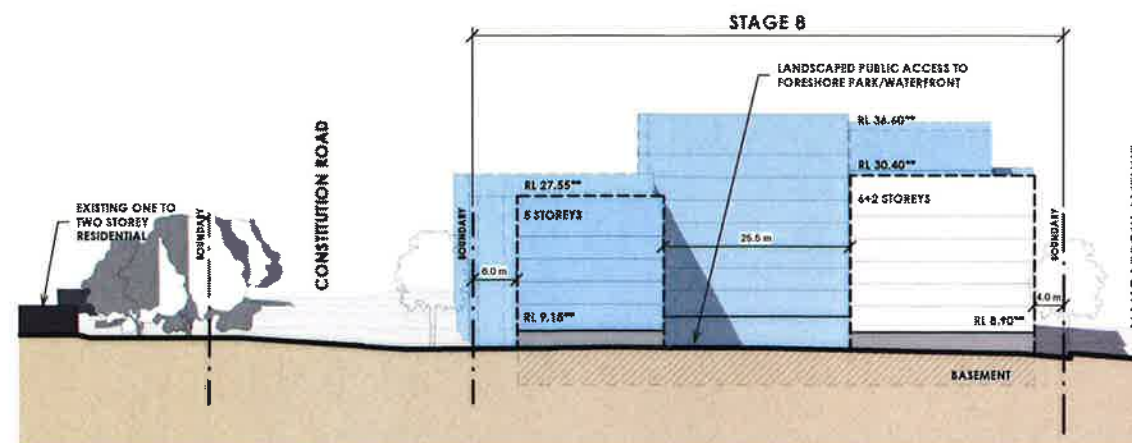 STAGE 8
LANDSCAPED PUBLIC ACCESS TO
FORESHORE PARK/WATERFRONT
CONSTITUTION ROAD
EXISTING ONE TO
TWO STOREY
RESIDENTIAL
BOUNDARY
BOUNDARY
RL 27.55**
5 STOREYS
6.0 m
RL 9.15**
25.5 m
RL 36.60**
RL 30.40**
6+2 STOREYS
RL 8.90**
BOUNDARY
4.0 m
BASEMENT